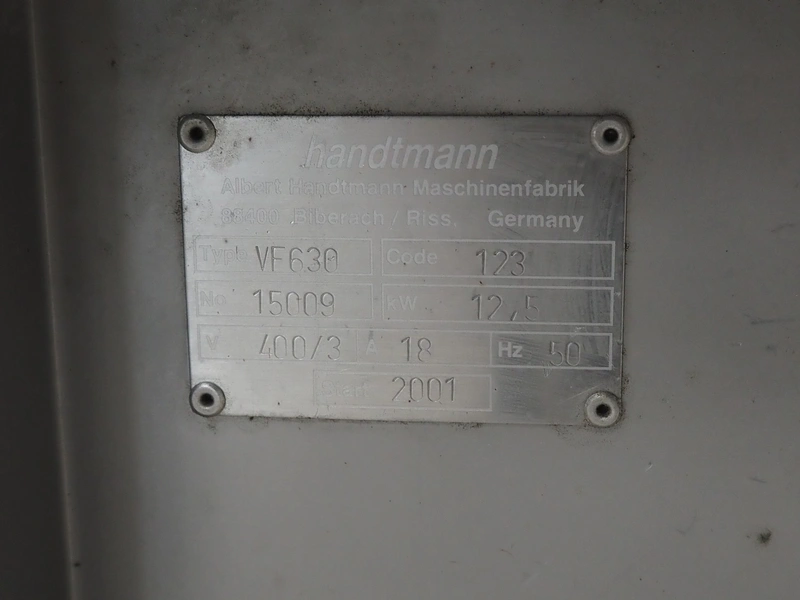 handtmann
Albert Handtmann Maschinenfabrik
Biberach / Riss. Germany
Type VF630 Code 123
No 15009 kW 12,5
V 400/3 A 18 Hz 50
2001